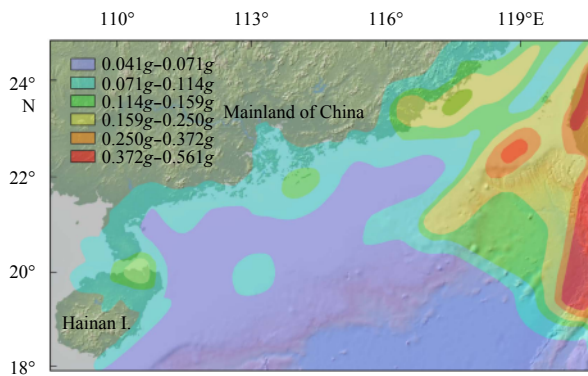 110° 113° 116° 119°E
24°
N
22°
20°
18°
0.041g–0.071g
0.071g–0.114g
0.114g–0.159g
0.159g–0.250g
0.250g–0.372g
0.372g–0.561g
Mainland of China
Hainan I.